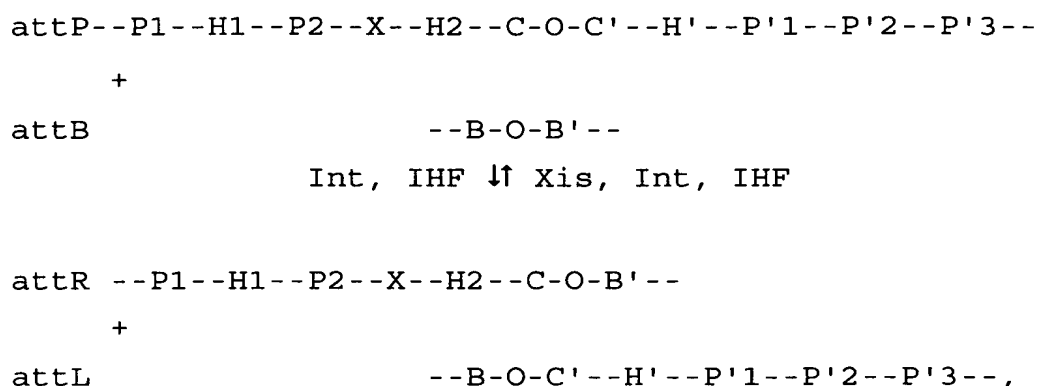 attP--P1--H1--P2--X--H2--C-O-C'--H'--P'1--P'2--P'3--
+
attB --B-O-B'--
Int, IHF ↓↑ Xis, Int, IHF
attR --P1--H1--P2--X--H2--C-O-B'--
+
attL --B-O-C'--H'--P'1--P'2--P'3--,